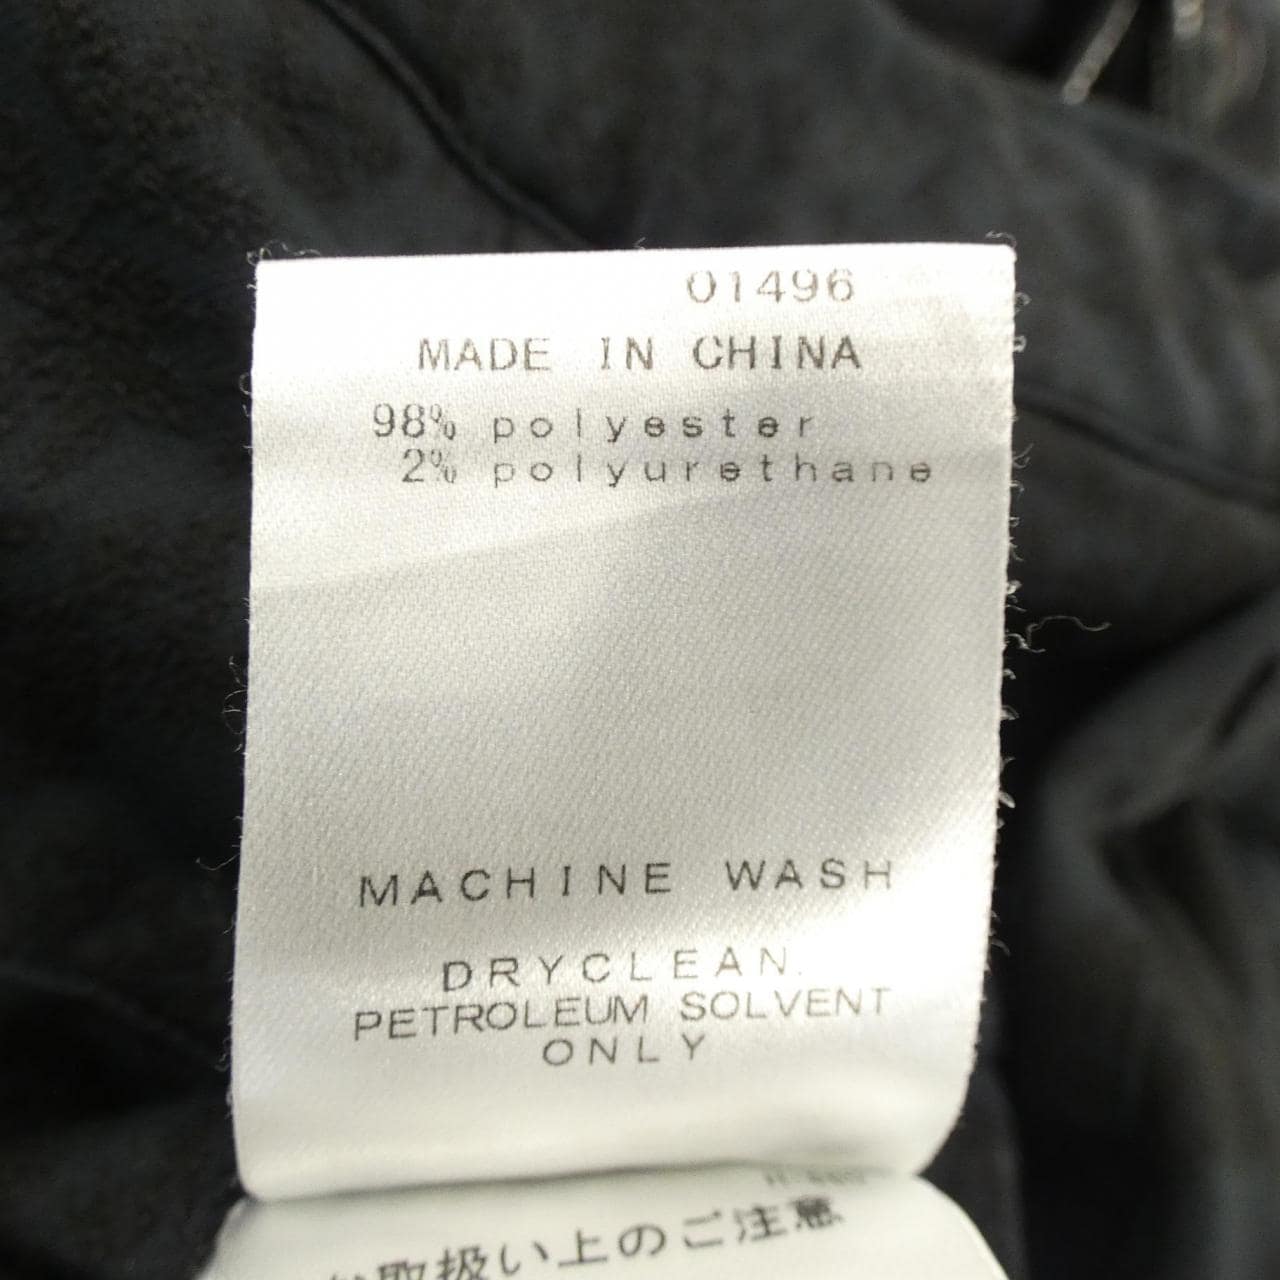 01496
MADE IN CHINA
98% polyester
2% polyurethane
MACHINE WASH
DRYCLEAN.
PETROLEUM SOLVENT
ONLY
取扱い上のご注意